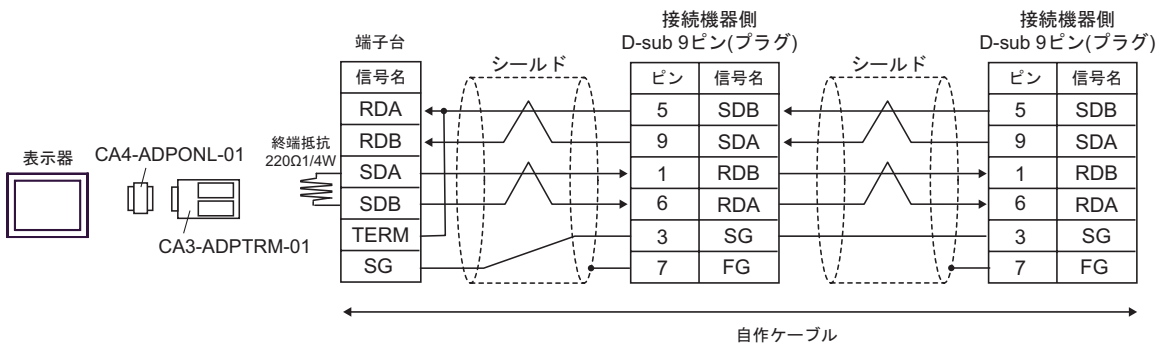 接続機器側
D-sub 9ピン(プラグ)
接続機器側
D-sub 9ピン(プラグ)
端子台
シールド
シールド
信号名
ピン 信号名
ピン 信号名
RDA
5 SDB
5 SDB
RDB
9 SDA
9 SDA
終端抵抗
220Ω1/4W
表示器
CA4-ADPONL-01
SDA
1 RDB
1 RDB
SDB
6 RDA
6 RDA
CA3-ADPTRM-01
TERM
3 SG
3 SG
SG
7 FG
7 FG
自作ケーブル